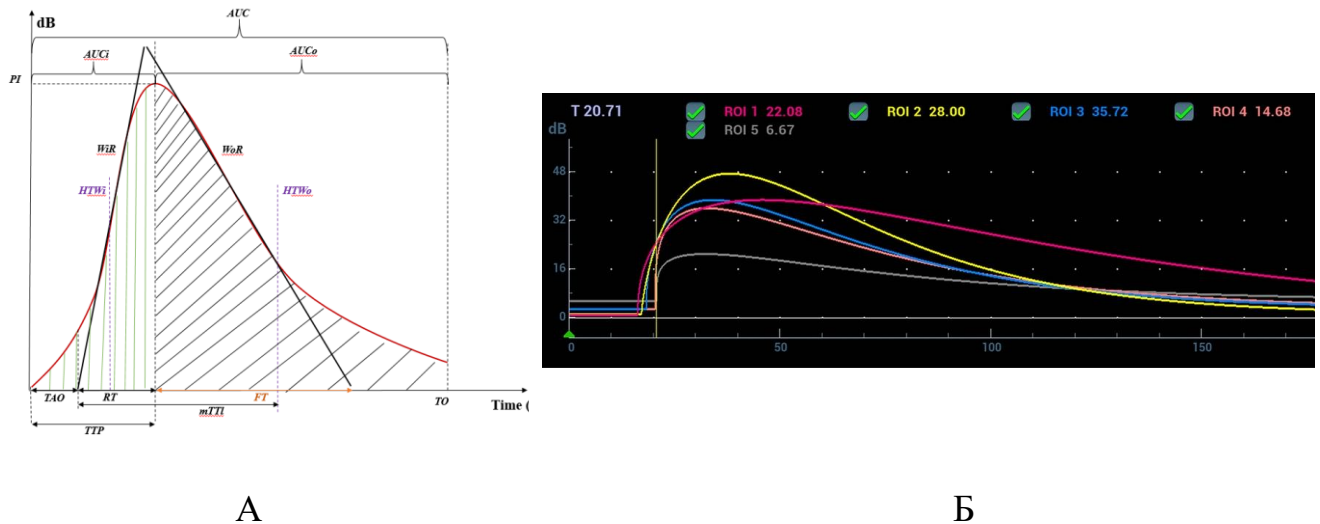 AUC
dB
AUCi
AUCo
PI
WiR
WoR
HTWi
HTWo
TAO
RT
FT
TO
Time (
mTTl
TTP
T 20.71
ROI 1 22.08
ROI 2 28.00
ROI 3 35.72
ROI 4 14.68
ROI 5 6.67
dB
48
32
16
0
0
50
100
150
А
Б